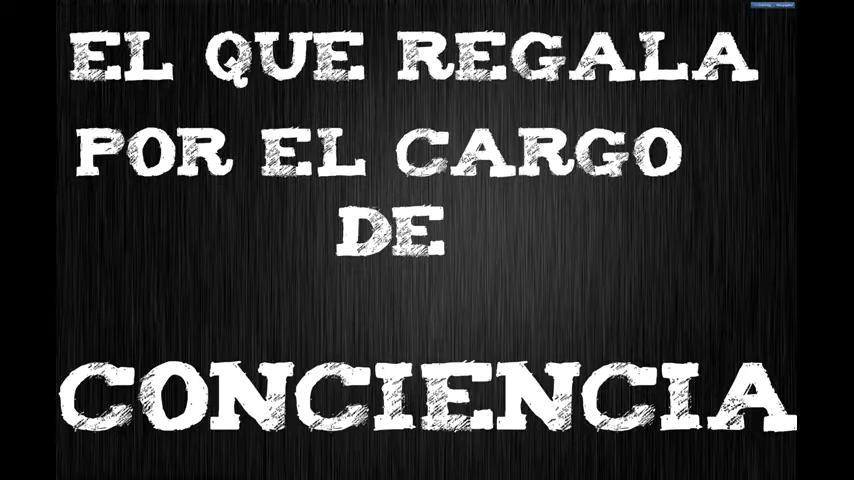 EL QUE REGALA
POR EL CARGO
DE
CONCIENCIA